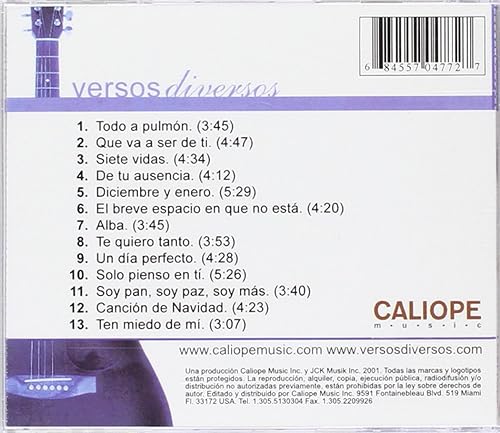 6 84557 04772 7
versos diversos
1. Todo a pulmón. (3:45)
2. Que va a ser de ti. (4:47)
3. Siete vidas. (4:34)
4. De tu ausencia. (4:12)
5. Diciembre y enero. (5:29)
6. El breve espacio en que no está. (4:20)
7. Alba. (3:45)
8. Te quiero tanto. (3:53)
9. Un día perfecto. (4:28)
10. Solo pienso en tí. (5:26)
11. Soy pan, soy paz, soy más. (3:40)
12. Canción de Navidad. (4:23)
13. Ten miedo de mí. (3:07)
CALIOPE
m·u·s·i·c
www.caliopemusic.com www.versosdiversos.com
Una producción Caliope Music Inc. y JCK Musik Inc. 2001. Todas las marcas y logotipos
están protegidos. La reproducción, alquiler, copia, ejecución pública, radiodifusión y/o
distribución no autorizadas previamente, están prohibidas por la ley sobre derechos de
autor. Editado y distribuido por Caliope Music Inc. 9591 Fontainebleau Blvd. 519 Miami
Fl. 33172 USA. Tel. 1.305.5130304 Fax. 1.305.2209926